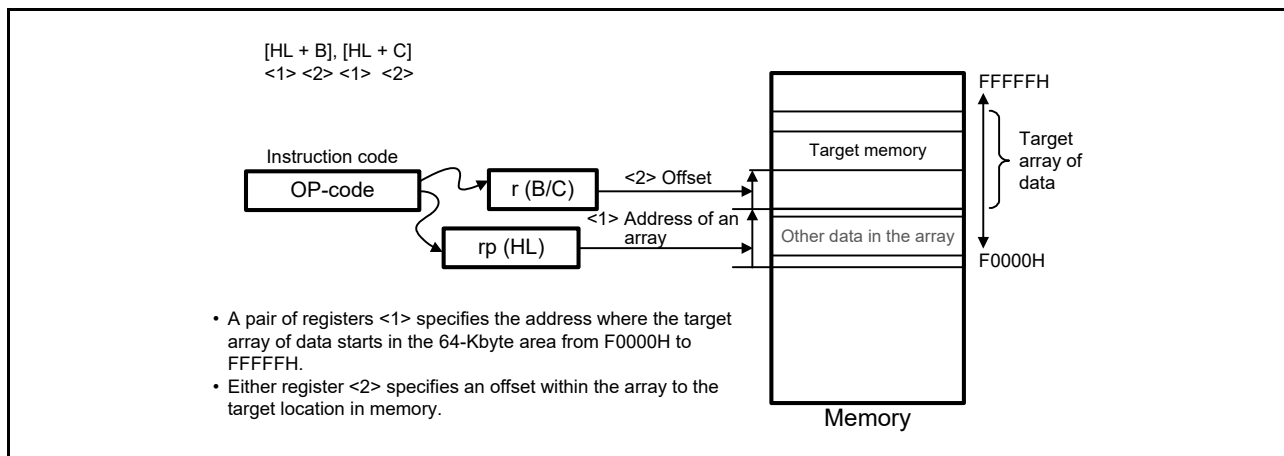 [HL + B], [HL + C]
<1> <2> <1> <2>
Instruction code
OP-code
r (B/C)
rp (HL)
<2> Offset
<1> Address of an
array
Target memory
Other data in the array
FFFFFH
Target
array of
data
F0000H
Memory
• A pair of registers <1> specifies the address where the target
array of data starts in the 64-Kbyte area from F0000H to
FFFFFH.
• Either register <2> specifies an offset within the array to the
target location in memory.